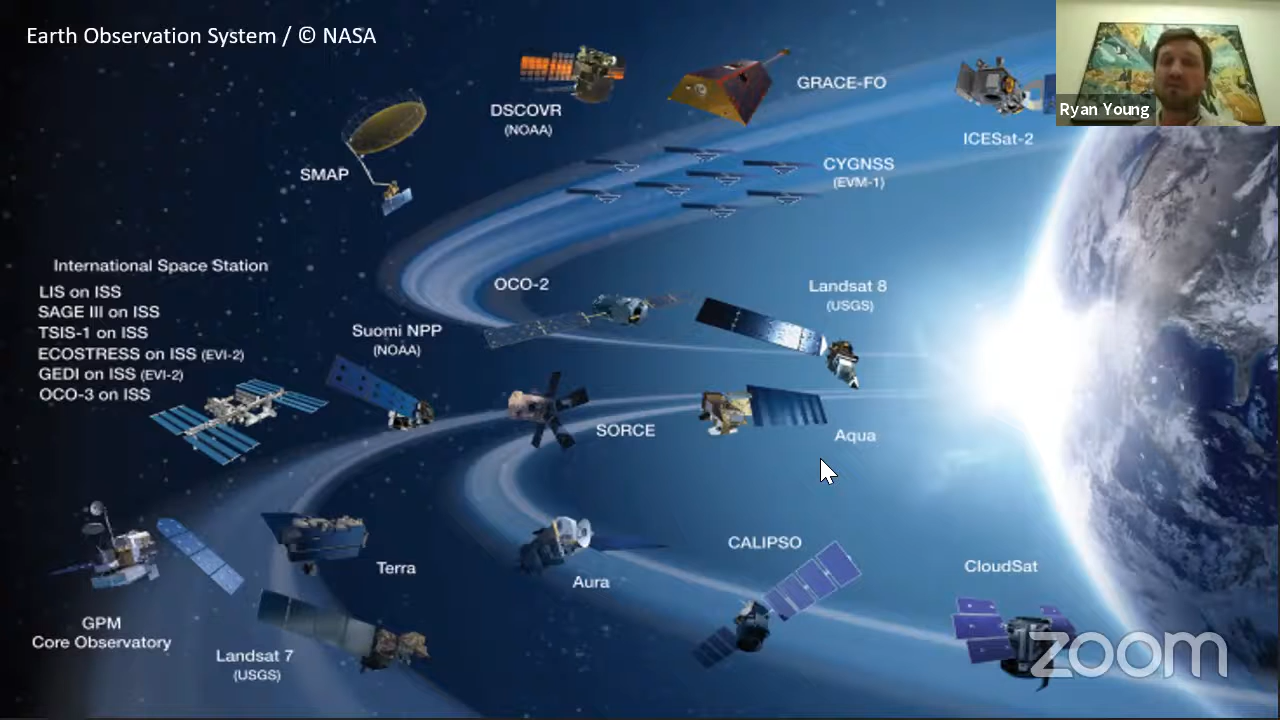 Earth Observation System / © NASA
DSCOVR
(NOAA)
GRACE-FO
ICESat-2
Ryan Young
SMAP
CYGNSS
(EVM-1)
International Space Station
LIS on ISS
SAGE III on ISS
TSIS-1 on ISS
ECOSTRESS on ISS (EVI-2)
GEDI on ISS (EVI-2)
OCO-3 on ISS
Suomi NPP
(NOAA)
OCO-2
Landsat 8
(USGS)
SORCE
Aqua
GPM
Core Observatory
Terra
Landsat 7
(USGS)
Aura
CALIPSO
CloudSat
zoom